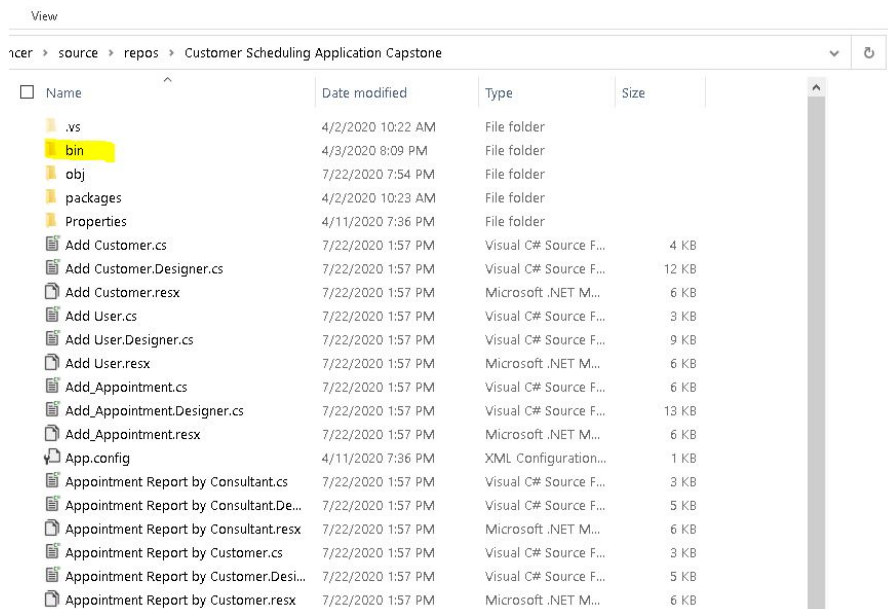 View
ncer > source > repos > Customer Scheduling Application Capstone
Name Date modified Type Size
.vs 4/2/2020 10:22 AM File folder
bin 4/3/2020 8:09 PM File folder
obj 7/22/2020 7:54 PM File folder
packages 4/2/2020 10:23 AM File folder
Properties 4/11/2020 7:36 PM File folder
Add Customer.cs 7/22/2020 1:57 PM Visual C# Source F... 4 KB
Add Customer.Designer.cs 7/22/2020 1:57 PM Visual C# Source F... 12 KB
Add Customer.resx 7/22/2020 1:57 PM Microsoft .NET M... 6 KB
Add User.cs 7/22/2020 1:57 PM Visual C# Source F... 3 KB
Add User.Designer.cs 7/22/2020 1:57 PM Visual C# Source F... 9 KB
Add User.resx 7/22/2020 1:57 PM Microsoft .NET M... 6 KB
Add_Appointment.cs 7/22/2020 1:57 PM Visual C# Source F... 6 KB
Add_Appointment.Designer.cs 7/22/2020 1:57 PM Visual C# Source F... 13 KB
Add_Appointment.resx 7/22/2020 1:57 PM Microsoft .NET M... 6 KB
App.config 4/11/2020 7:36 PM XML Configuration... 1 KB
Appointment Report by Consultant.cs 7/22/2020 1:57 PM Visual C# Source F... 3 KB
Appointment Report by Consultant.De... 7/22/2020 1:57 PM Visual C# Source F... 5 KB
Appointment Report by Consultant.resx 7/22/2020 1:57 PM Microsoft .NET M... 6 KB
Appointment Report by Customer.cs 7/22/2020 1:57 PM Visual C# Source F... 3 KB
Appointment Report by Customer.Desi... 7/22/2020 1:57 PM Visual C# Source F... 5 KB
Appointment Report by Customer.resx 7/22/2020 1:57 PM Microsoft .NET M... 6 KB